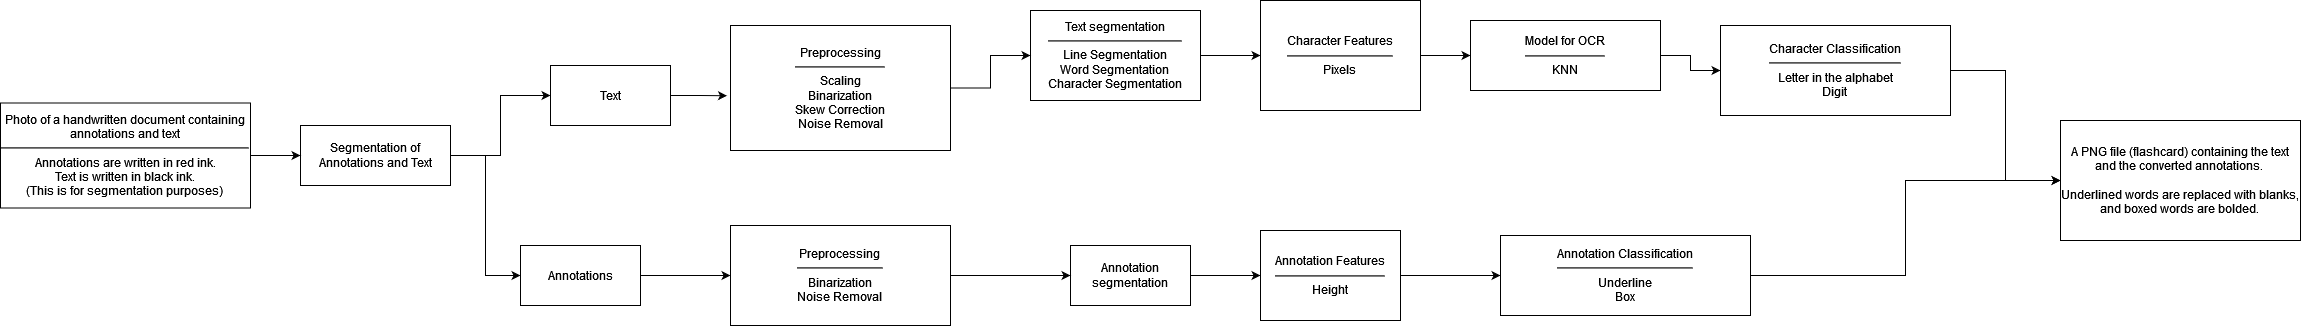 Photo of a handwritten document containing
annotations and text
Annotations are written in red ink.
Text is written in black ink.
(This is for segmentation purposes)
Segmentation of
Annotations and Text
Text
Preprocessing
Scaling
Binarization
Skew Correction
Noise Removal
Text segmentation
Line Segmentation
Word Segmentation
Character Segmentation
Character Features
Pixels
Model for OCR
KNN
Character Classification
Letter in the alphabet
Digit
Annotations
Preprocessing
Binarization
Noise Removal
Annotation
segmentation
Annotation Features
Height
Annotation Classification
Underline
Box
A PNG file (flashcard) containing the text
and the converted annotations.
Underlined words are replaced with blanks,
and boxed words are bolded.